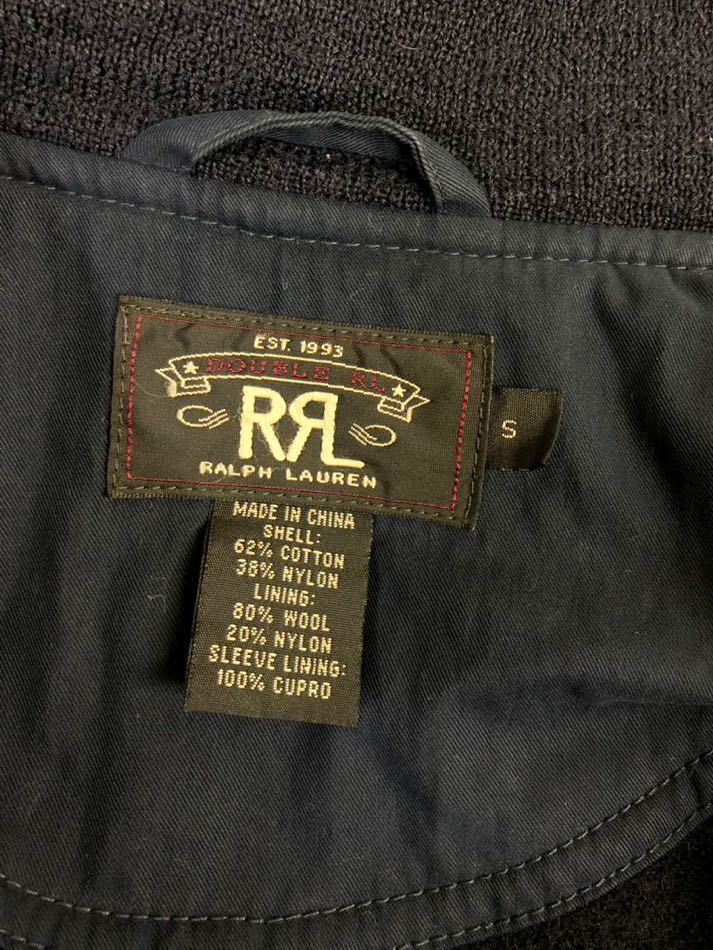 EST. 1993
DOUBLE RL
RRL
RALPH LAUREN
S
MADE IN CHINA
SHELL:
62% COTTON
38% NYLON
LINING:
80% WOOL
20% NYLON
SLEEVE LINING:
100% CUPRO